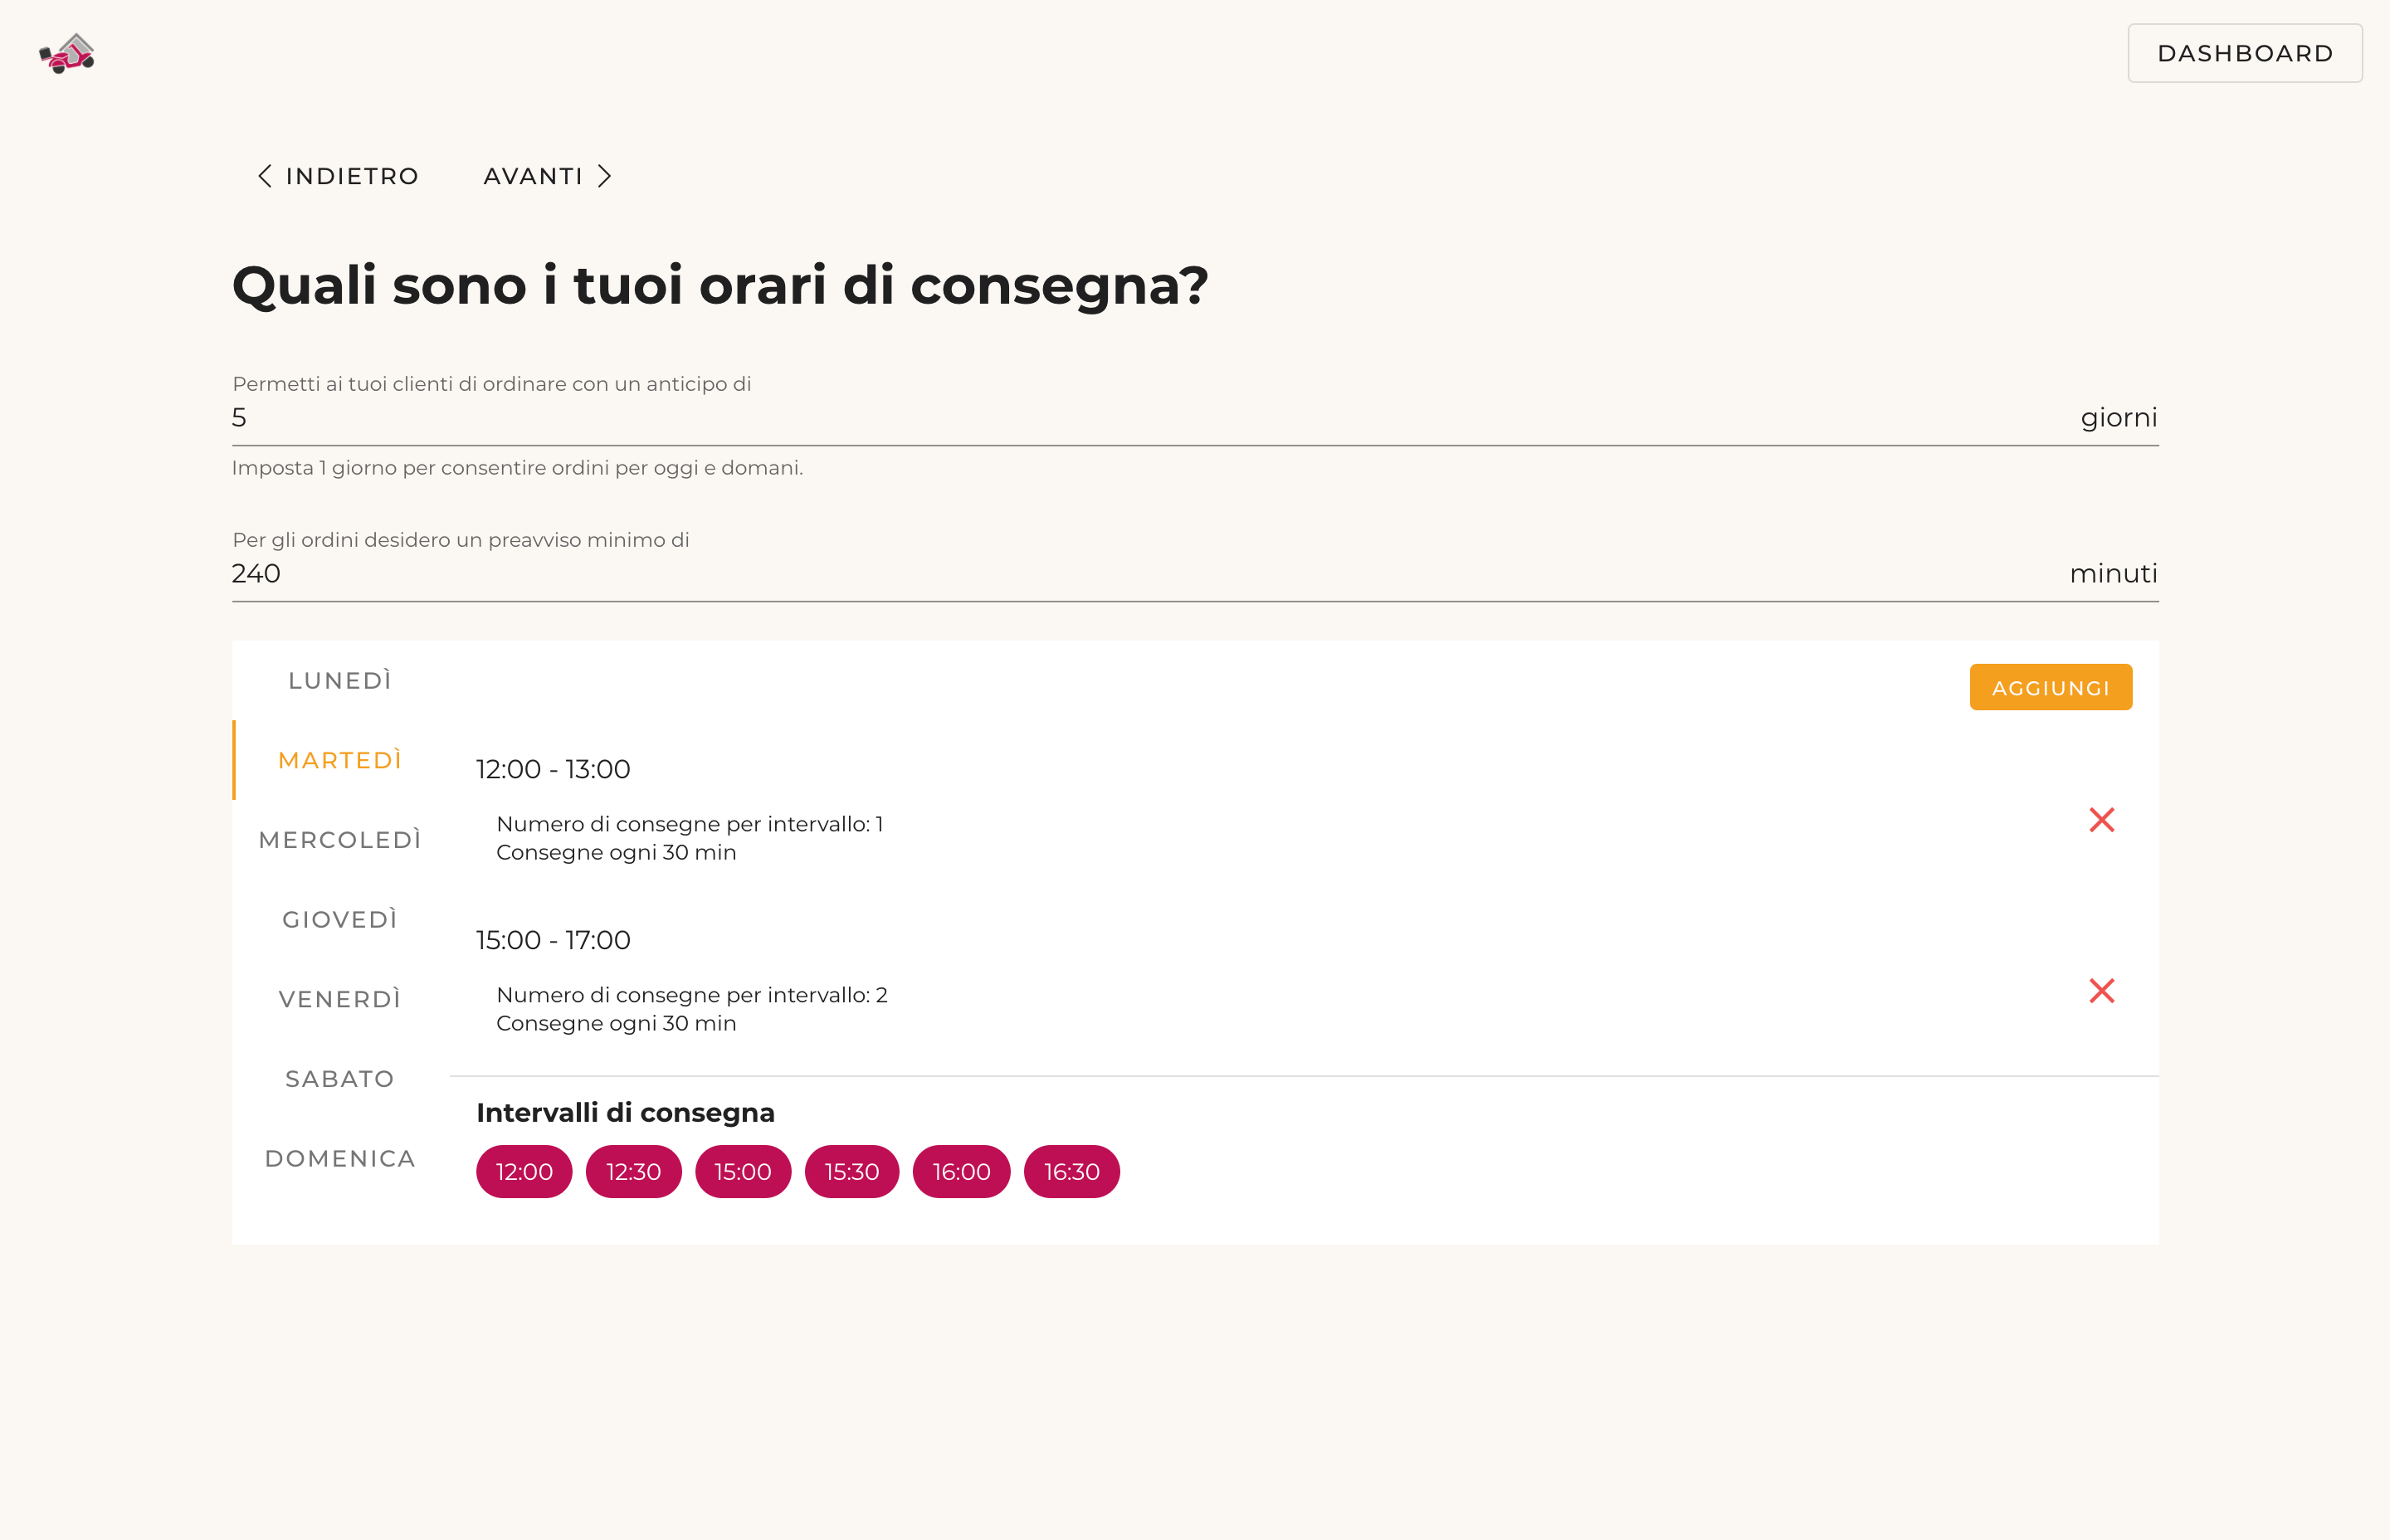 DASHBOARD
INDIETRO AVANTI
Quali sono i tuoi orari di consegna?
Permetti ai tuoi clienti di ordinare con un anticipo di
5 giorni
Imposta 1 giorno per consentire ordini per oggi e domani.
Per gli ordini desidero un preavviso minimo di
240 minuti
LUNEDÌ
MARTEDÌ
MERCOLEDÌ
GIOVEDÌ
VENERDÌ
SABATO
DOMENICA
AGGIUNGI
12:00 - 13:00
Numero di consegne per intervallo: 1
Consegne ogni 30 min
15:00 - 17:00
Numero di consegne per intervallo: 2
Consegne ogni 30 min
Intervalli di consegna
12:00 12:30 15:00 15:30 16:00 16:30